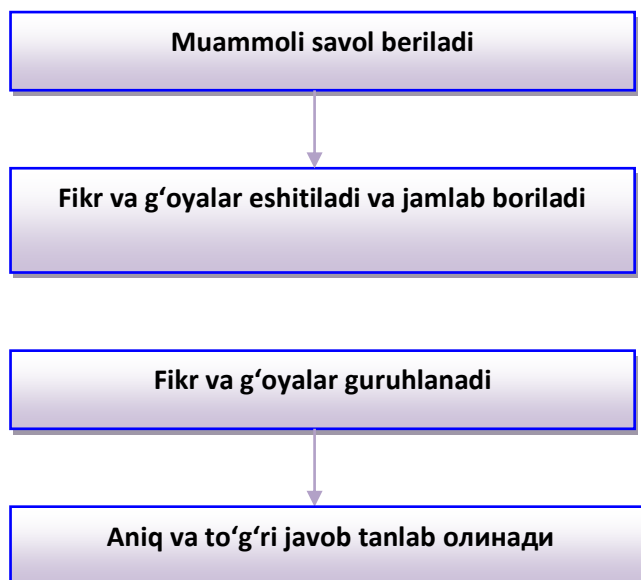 Muammoli savol beriladi
Fikr va g‘oyalar eshitiladi va jamlab boriladi
Fikr va g‘oyalar guruhlanadi
Aniq va to‘g‘ri javob tanlab олинади